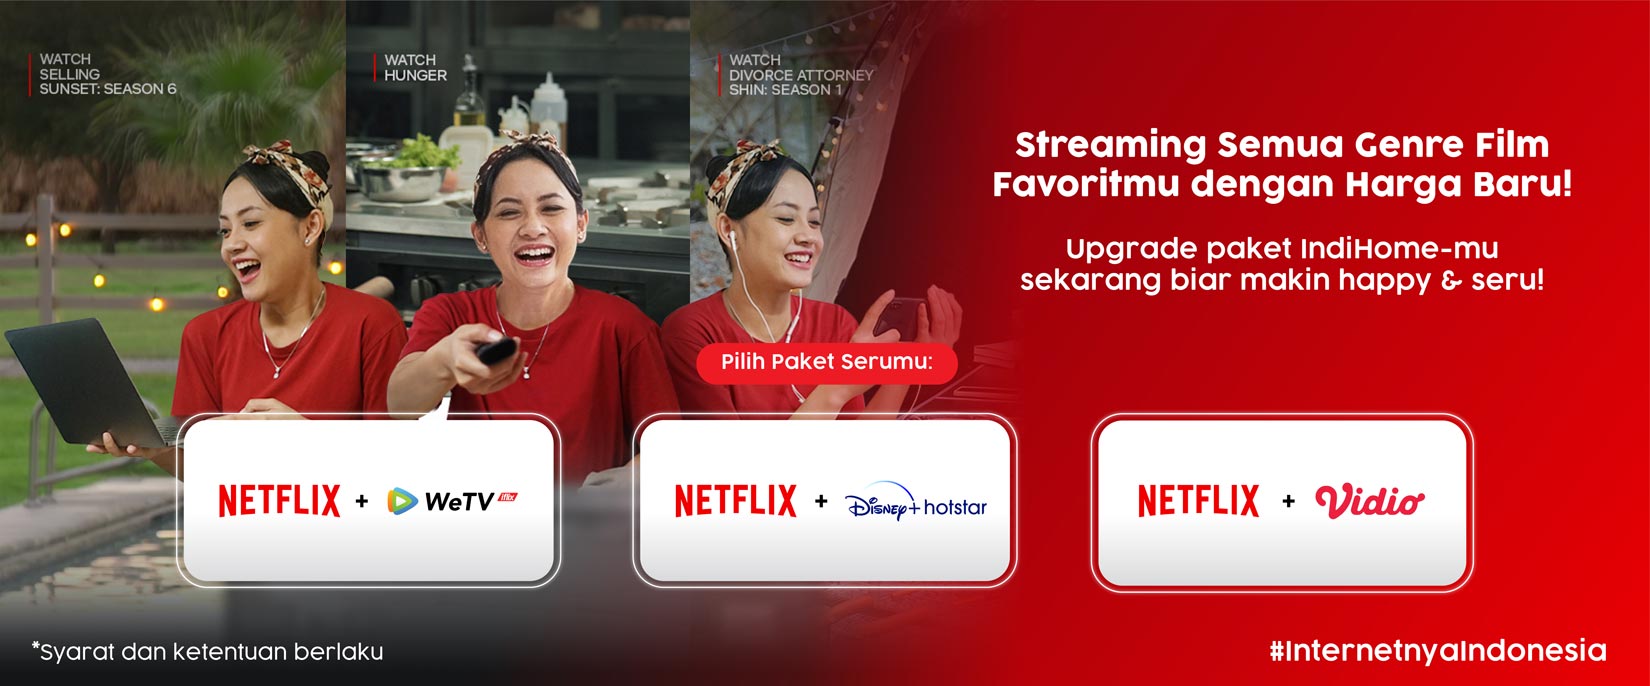 WATCH
SELLING
SUNSET: SEASON 6
WATCH
HUNGER
WATCH
DIVORCE ATTORNEY
SHIN: SEASON 1
Streaming Semua Genre Film
Favoritmu dengan Harga Baru!
Upgrade paket IndiHome-mu
sekarang biar makin happy & seru!
Pilih Paket Serumu:
NETFLIX + WeTV iflix
NETFLIX + Disney+ hotstar
NETFLIX + Vidio
*Syarat dan ketentuan berlaku
#InternetnyaIndonesia